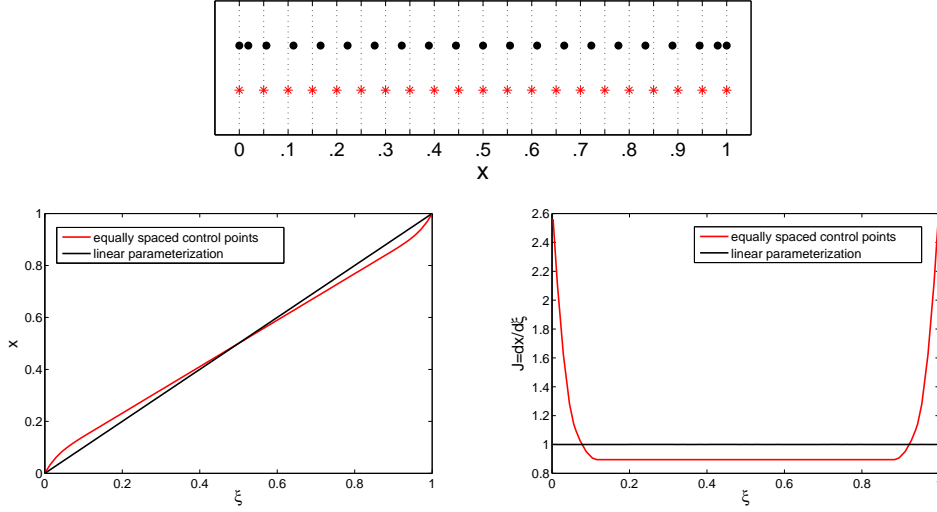 0 .1 .2 .3 .4 .5 .6 .7 .8 .9 1
x
1
0.8
0.6
0.4
0.2
0
x
equally spaced control points
linear parameterization
0 0.2 0.4 0.6 0.8 1
ξ
2.6
2.4
2.2
2
1.8
1.6
1.4
1.2
1
0.8
J=dx/dξ
equally spaced control points
linear parameterization
0 0.2 0.4 0.6 0.8 1
ξ